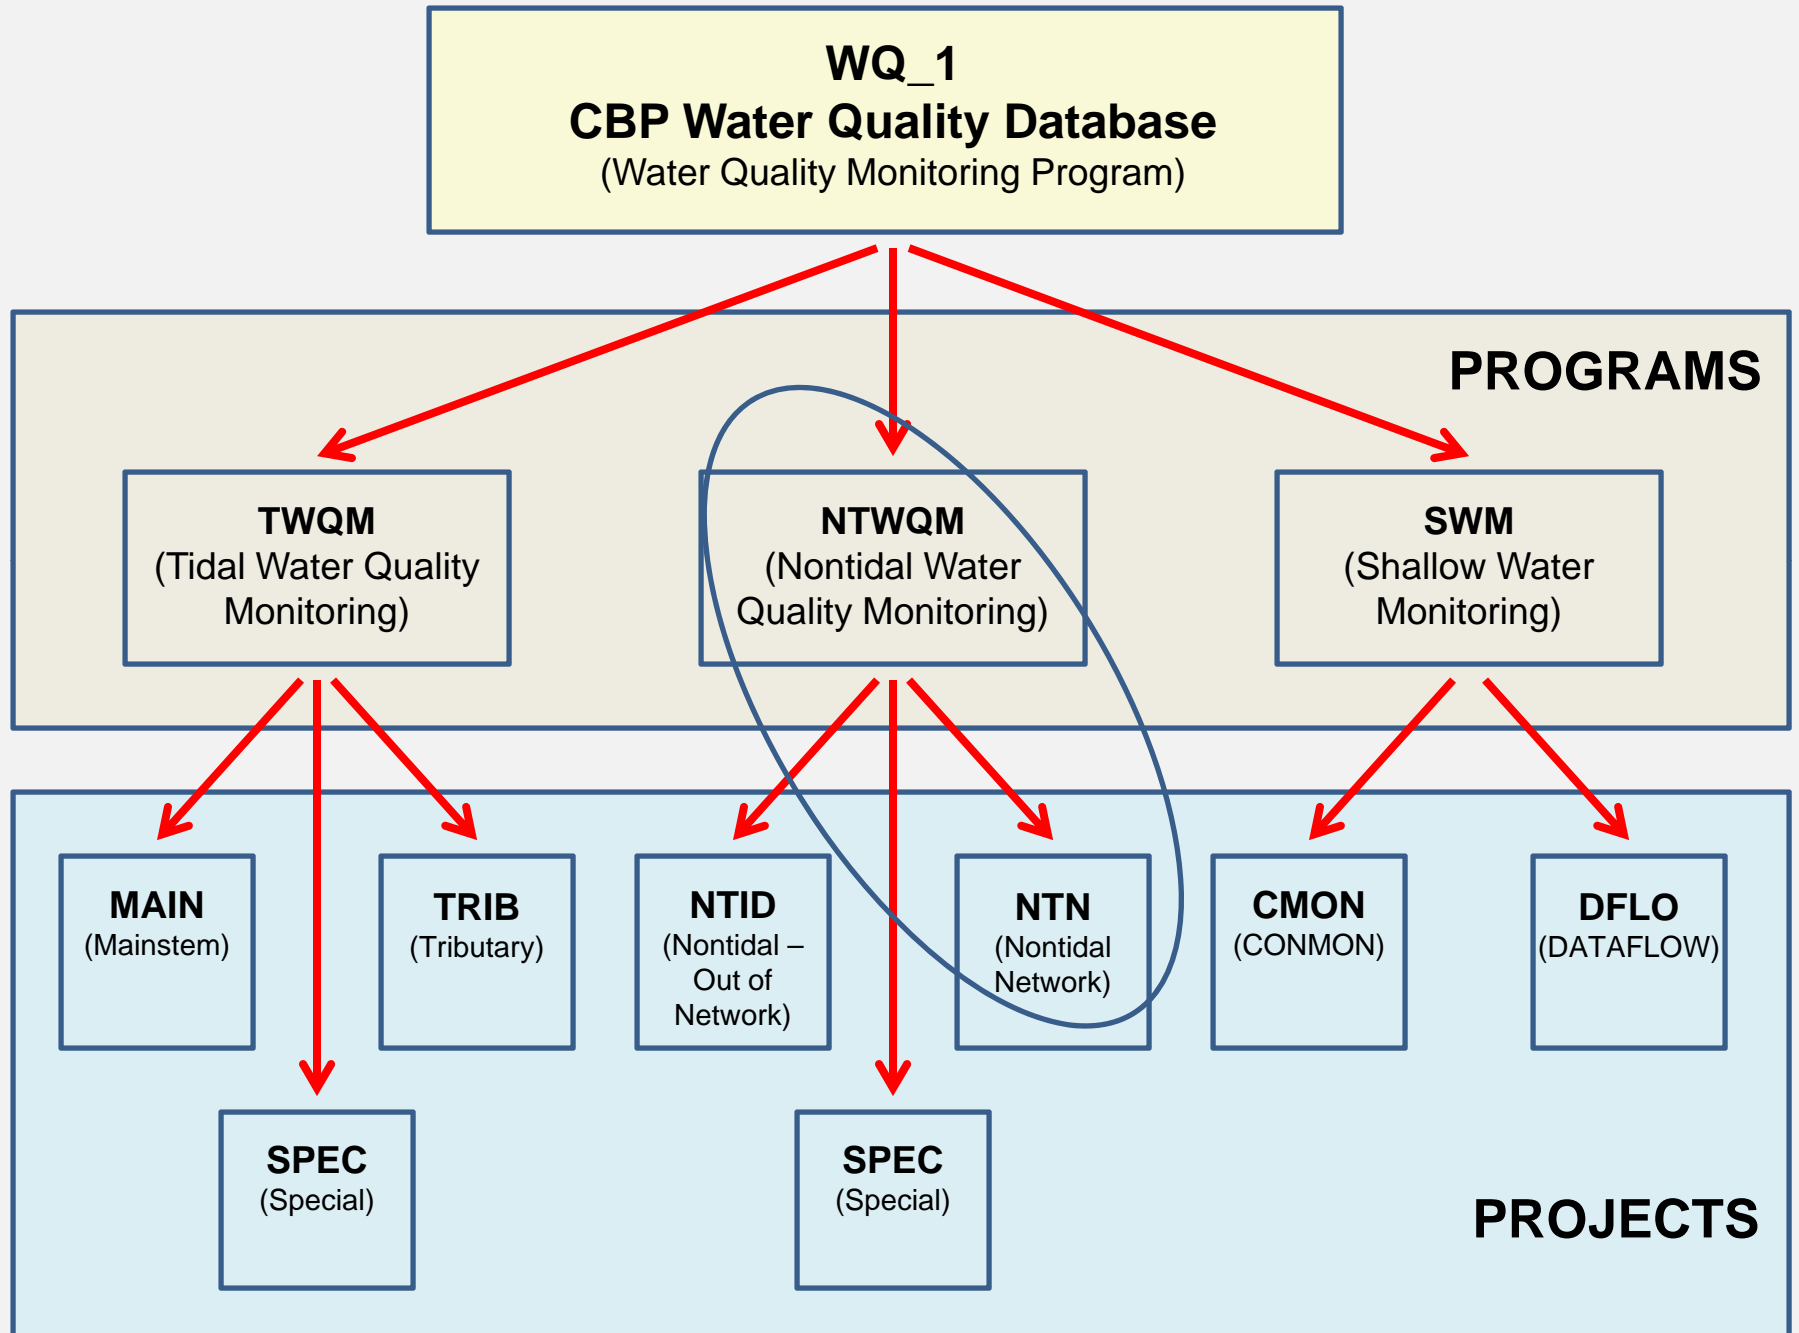 WQ_1
CBP Water Quality Database
(Water Quality Monitoring Program)
PROGRAMS
TWQM
(Tidal Water Quality
Monitoring)
NTWQM
(Nontidal Water
Quality Monitoring)
SWM
(Shallow Water
Monitoring)
MAIN
(Mainstem)
TRIB
(Tributary)
NTID
(Nontidal –
Out of
Network)
NTN
(Nontidal
Network)
CMON
(CONMON)
DFLO
(DATAFLOW)
SPEC
(Special)
SPEC
(Special)
PROJECTS